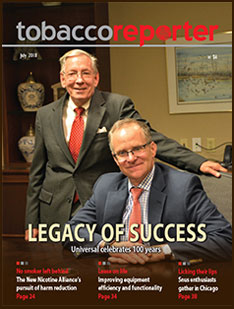 tobaccoreporter
July 2018
LEGACY OF SUCCESS
Universal celebrates 100 years
No smoker left behind
The New Nicotine Alliance's
pursuit of harm reduction
Page 24
Lease on life
Improving equipment
efficiency and functionality
Page 34
Licking their lips
Snus enthusiasts
gather in Chicago
Page 38